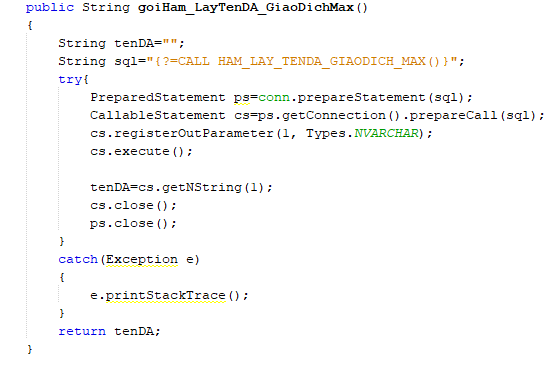 public String goiHam_LayTenDA_GiaoDichMax()
{
String tenDA="";
String sql="{?=CALL HAM_LAY_TENDA_GIAODICH_MAX()}";
try{
PreparedStatement ps=conn.prepareStatement(sql);
CallableStatement cs=ps.getConnection().prepareCall(sql);
cs.registerOutParameter(1, Types.NVARCHAR);
cs.execute();
tenDA=cs.getNString(1);
cs.close();
ps.close();
}
catch(Exception e)
{
e.printStackTrace();
}
return tenDA;
}